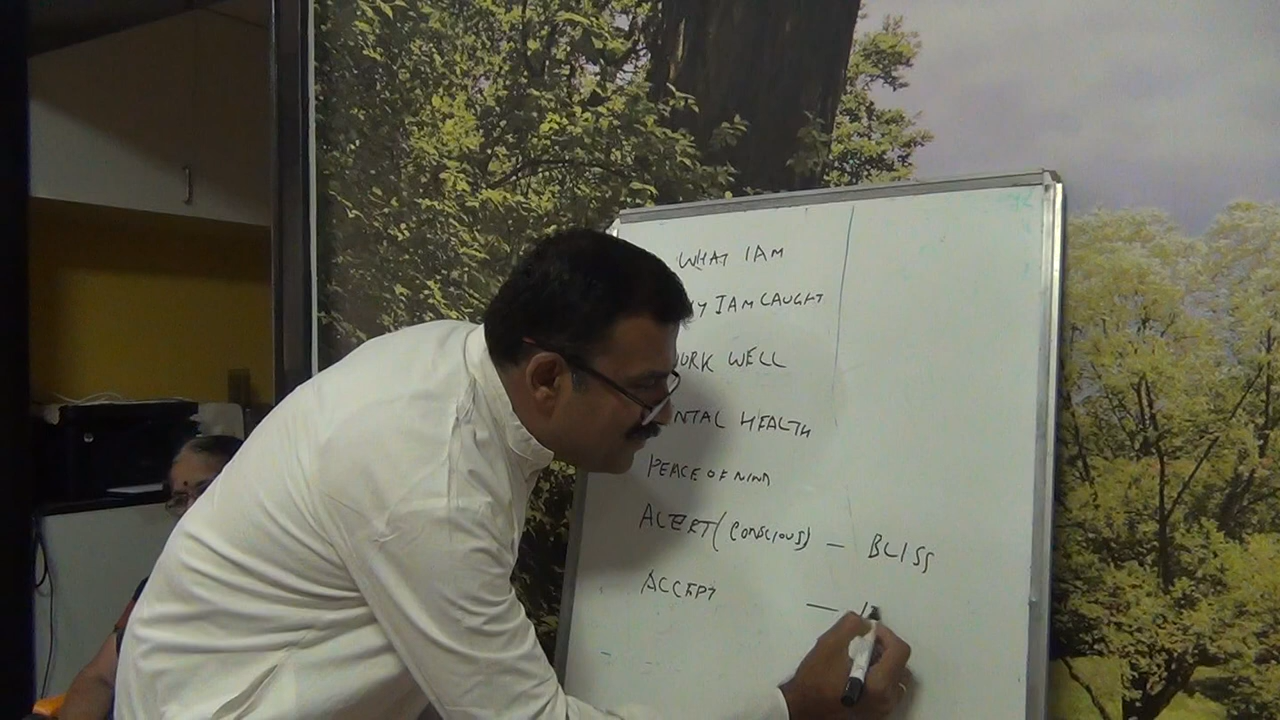 WHAT I AM
Y I AM CAUGHT
ORK WELL
NTAL HEALTH
PEACE OF MIND
ALERT (CONSCIOUS) — BLISS
ACCEPT —